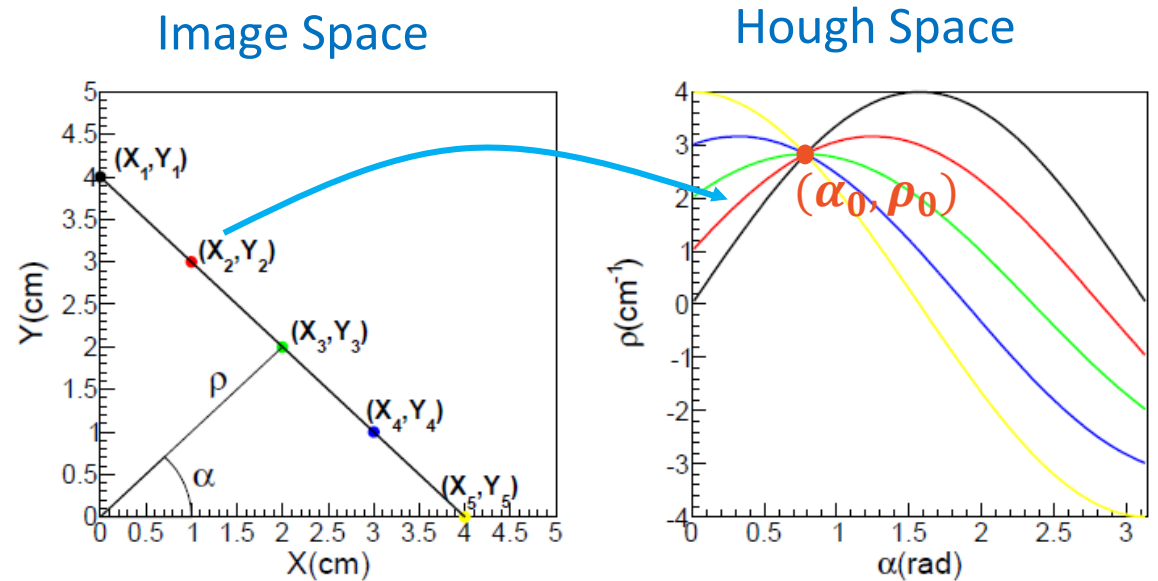 Image Space
Hough Space
Y(cm)
5
4.5
4
3.5
3
2.5
2
1.5
1
0.5
0
(X1,Y1)
(X2,Y2)
(X3,Y3)
(X4,Y4)
(X5,Y5)
ρ
α
0 0.5 1 1.5 2 2.5 3 3.5 4 4.5 5
X(cm)
ρ(cm-1)
4
3
2
1
0
-1
-2
-3
-4
(α0, ρ0)
0 0.5 1 1.5 2 2.5 3
α(rad)